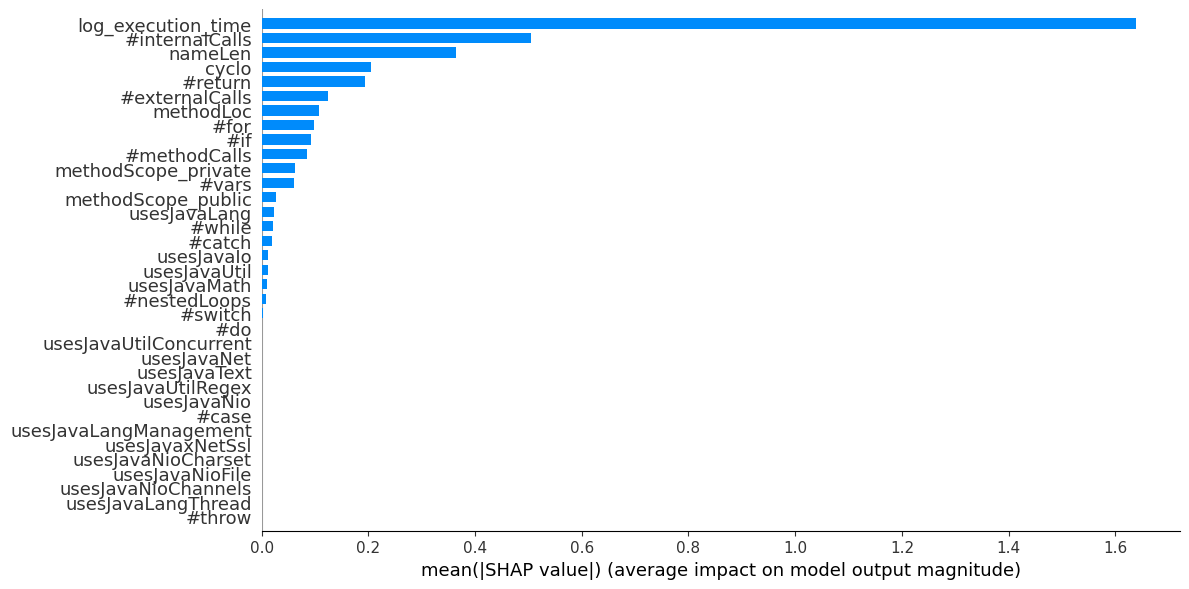 log_execution_time
#internalCalls
nameLen
cyclo
#return
#externalCalls
methodLoc
#for
#if
#methodCalls
methodScope_private
#vars
methodScope_public
usesJavaLang
#while
#catch
usesJavaIo
usesJavaUtil
usesJavaMath
#nestedLoops
#switch
#do
usesJavaUtilConcurrent
usesJavaNet
usesJavaText
usesJavaUtilRegex
usesJavaNio
#case
usesJavaLangManagement
usesJavaxNetSsl
usesJavaNioCharset
usesJavaNioFile
usesJavaNioChannels
usesJavaLangThread
#throw
0.0 0.2 0.4 0.6 0.8 1.0 1.2 1.4 1.6
mean(|SHAP value|) (average impact on model output magnitude)